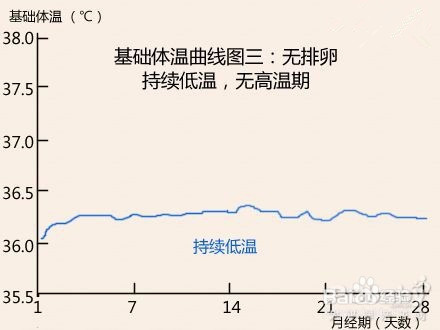 基础体温（℃）
38.0
基础体温曲线图三：无排卵
持续低温，无高温期
37.5
37.0
36.5
36.0
持续低温
35.5
1 7 14 21 28
月经期（天数）